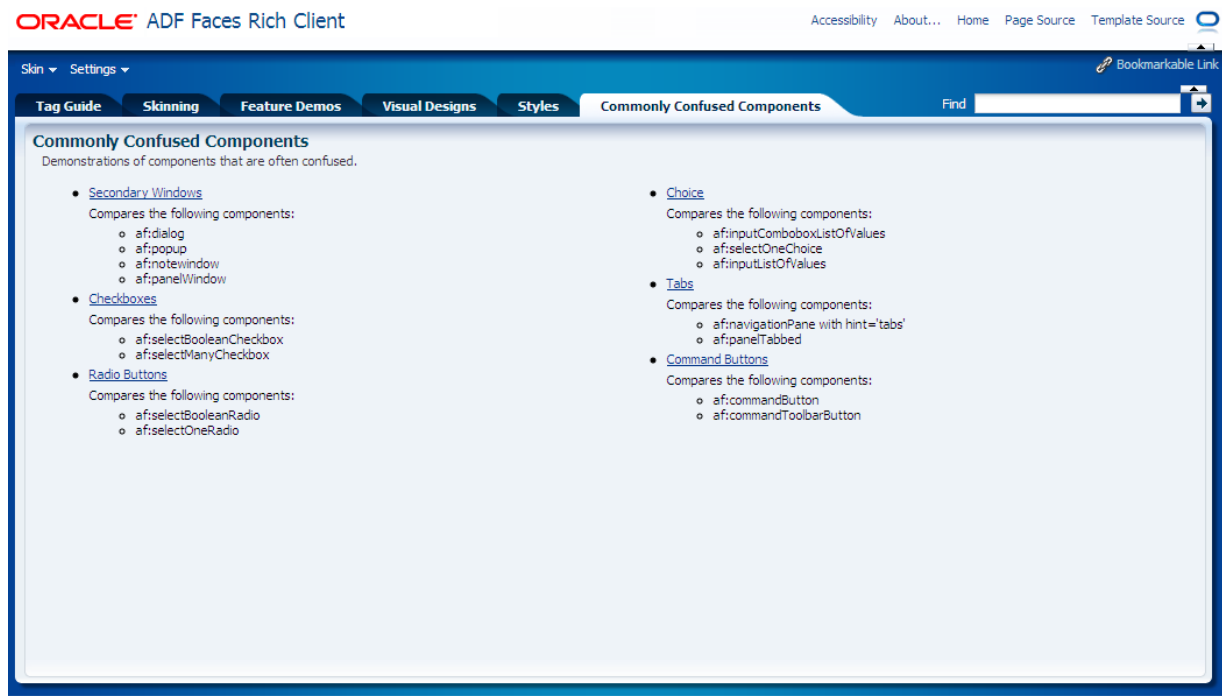 ORACLE ADF Faces Rich Client
Accessibility About... Home Page Source Template Source
Skin Settings
Bookmarkable Link
Tag Guide Skinning Feature Demos Visual Designs Styles Commonly Confused Components Find
Commonly Confused Components
Demonstrations of components that are often confused.
Secondary Windows
Compares the following components:
af:dialog
af:popup
af:notewindow
af:panelWindow
Checkboxes
Compares the following components:
af:selectBooleanCheckbox
af:selectManyCheckbox
Radio Buttons
Compares the following components:
af:selectBooleanRadio
af:selectOneRadio
Choice
Compares the following components:
af:inputComboboxListOfValues
af:selectOneChoice
af:inputListOfValues
Tabs
Compares the following components:
af:navigationPane with hint='tabs'
af:panelTabbed
Command Buttons
Compares the following components:
af:commandButton
af:commandToolbarButton